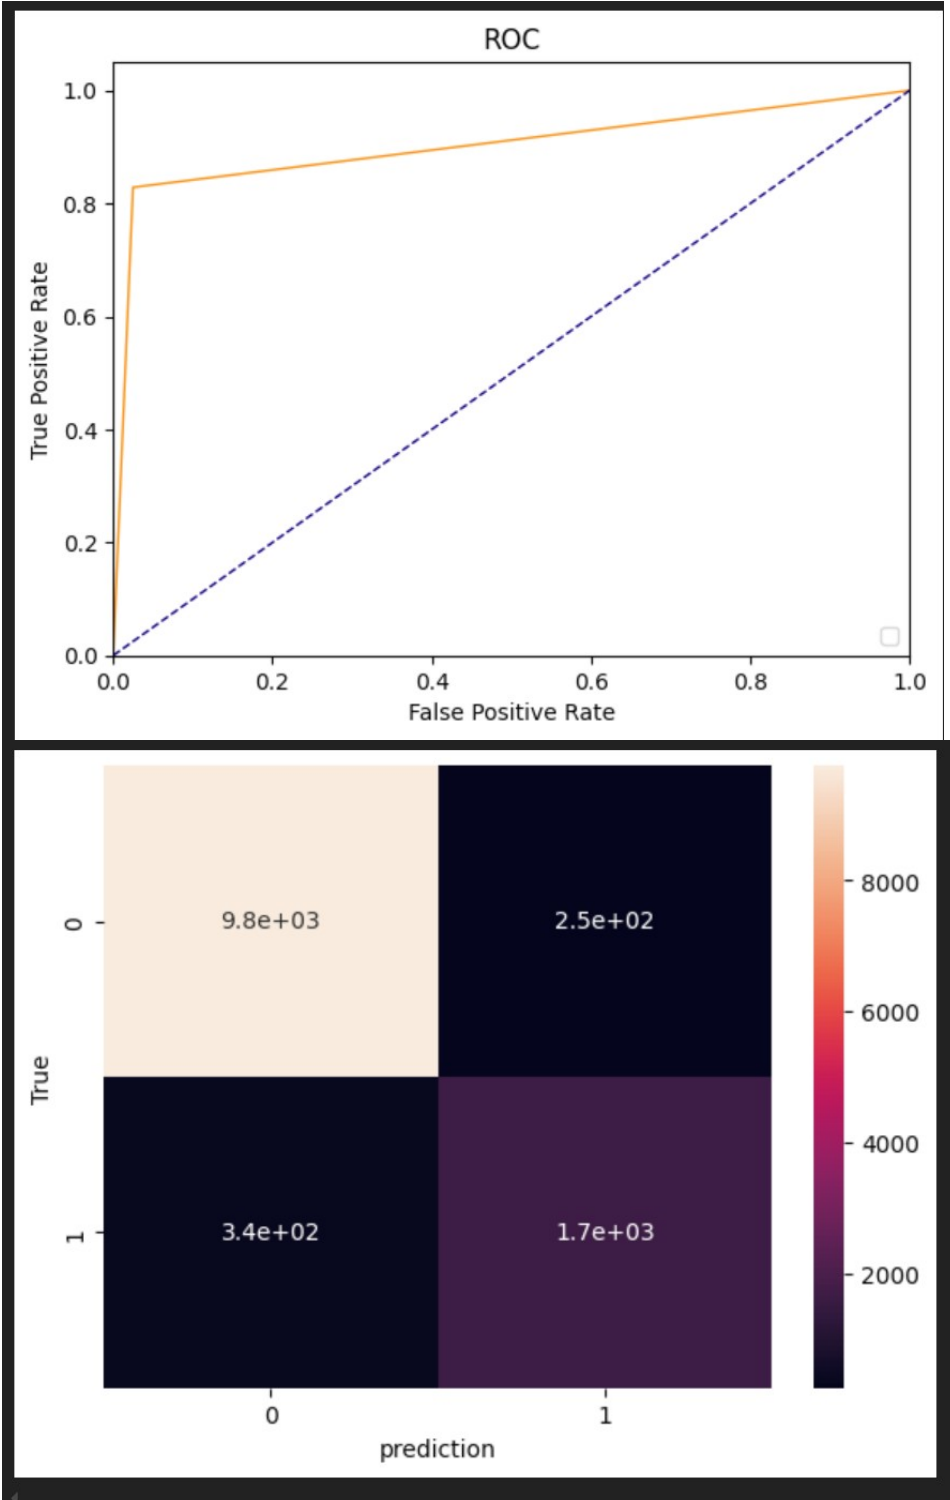 ROC
1.0
0.8
0.6
0.4
0.2
0.0
True Positive Rate
0.0 0.2 0.4 0.6 0.8 1.0
False Positive Rate
9.8e+03 2.5e+02
3.4e+02 1.7e+03
0
1
True
0 1
prediction
8000
6000
4000
2000